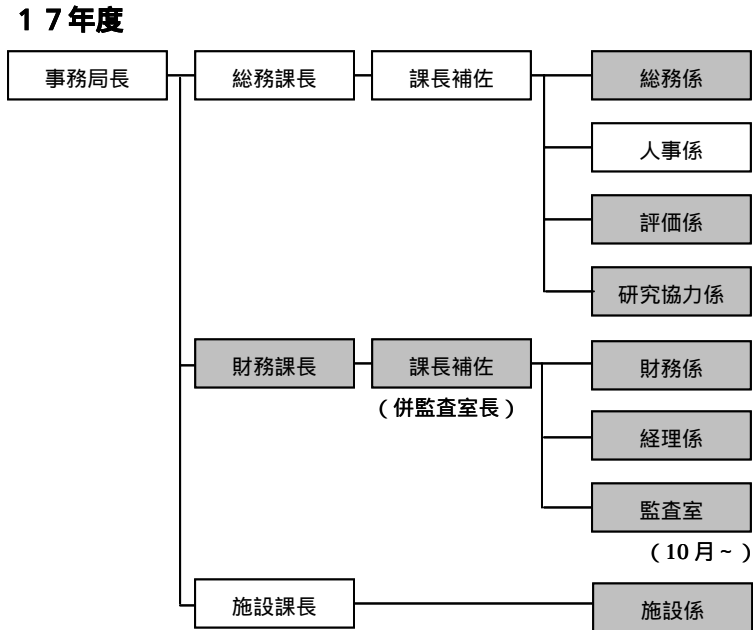 １７年度
事務局長
総務課長
課長補佐
総務係
人事係
評価係
研究協力係
財務課長
課長補佐
（併監査室長）
財務係
経理係
監査室
（10月～）
施設課長
施設係